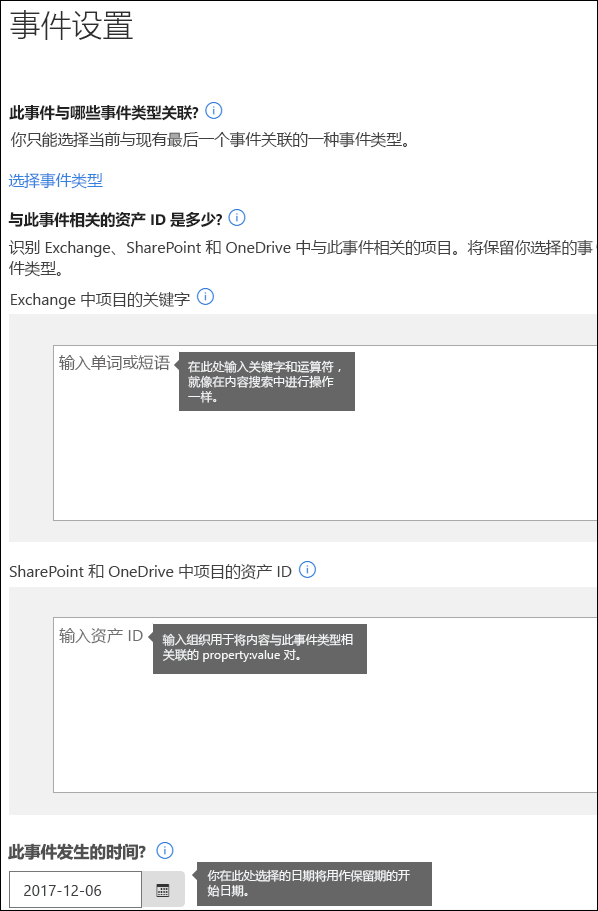 事件设置
此事件与哪些事件类型关联?
你只能选择当前与现有最后一个事件关联的一种事件类型。
选择事件类型
与此事件相关的资产 ID 是多少?
识别 Exchange、SharePoint 和 OneDrive 中与此事件相关的项目。将保留你选择的事
件类型。
Exchange 中项目的关键字
输入单词或短语
在此处输入关键字和运算符，
就像在内容搜索中进行操作
一样。
SharePoint 和 OneDrive 中项目的资产 ID
输入资产 ID
输入组织用于将内容与此事件类型相
关联的 property:value 对。
此事件发生的时间?
你在此处选择的日期将用作保留期的开
始日期。
2017-12-06